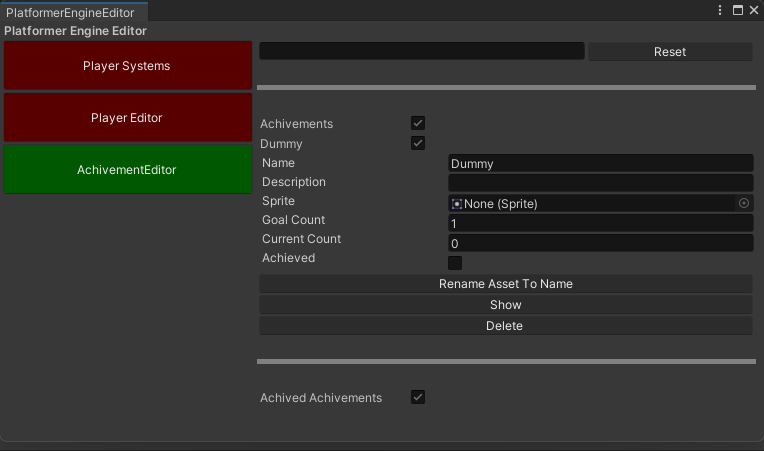 PlatformerEngineEditor
Platformer Engine Editor
Player Systems
Player Editor
AchivementEditor
Reset
Achivements
Dummy
Name Dummy
Description
Sprite None (Sprite)
Goal Count 1
Current Count 0
Achieved
Rename Asset To Name
Show
Delete
Achived Achivements